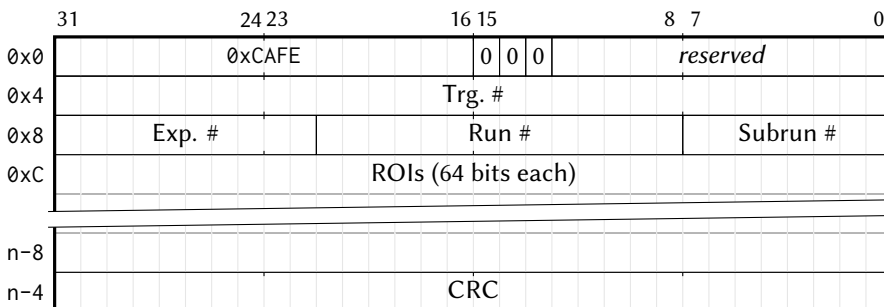 31 24 23 16 15 8 7 0
0x0 0xCAFE 0 0 0 reserved
0x4 Trg. #
0x8 Exp. # Run # Subrun #
0xC ROIs (64 bits each)
n-8
n-4 CRC